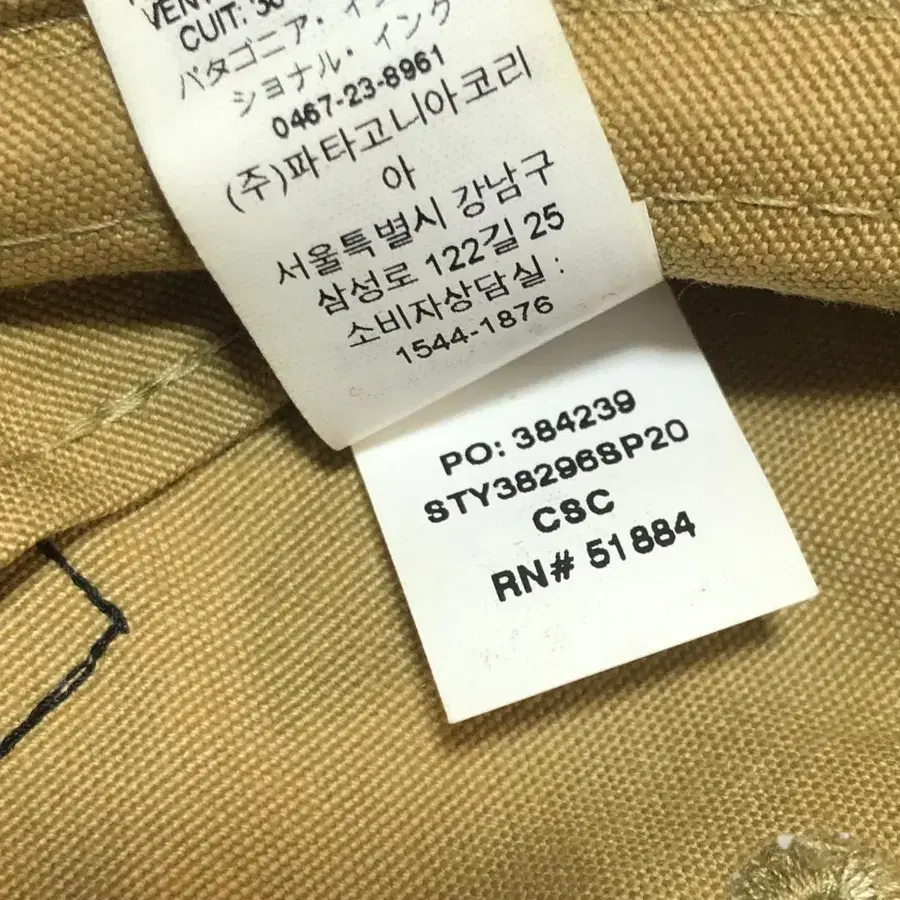 CUIT: 30
パタゴニア・イン
ショナル・インク
0467-23-8961
(주)파타고니아코리
아
서울특별시 강남구
삼성로 122길 25
소비자상담실 :
1544-1876
PO: 384239
STY38296SP20
CSC
RN# 51884